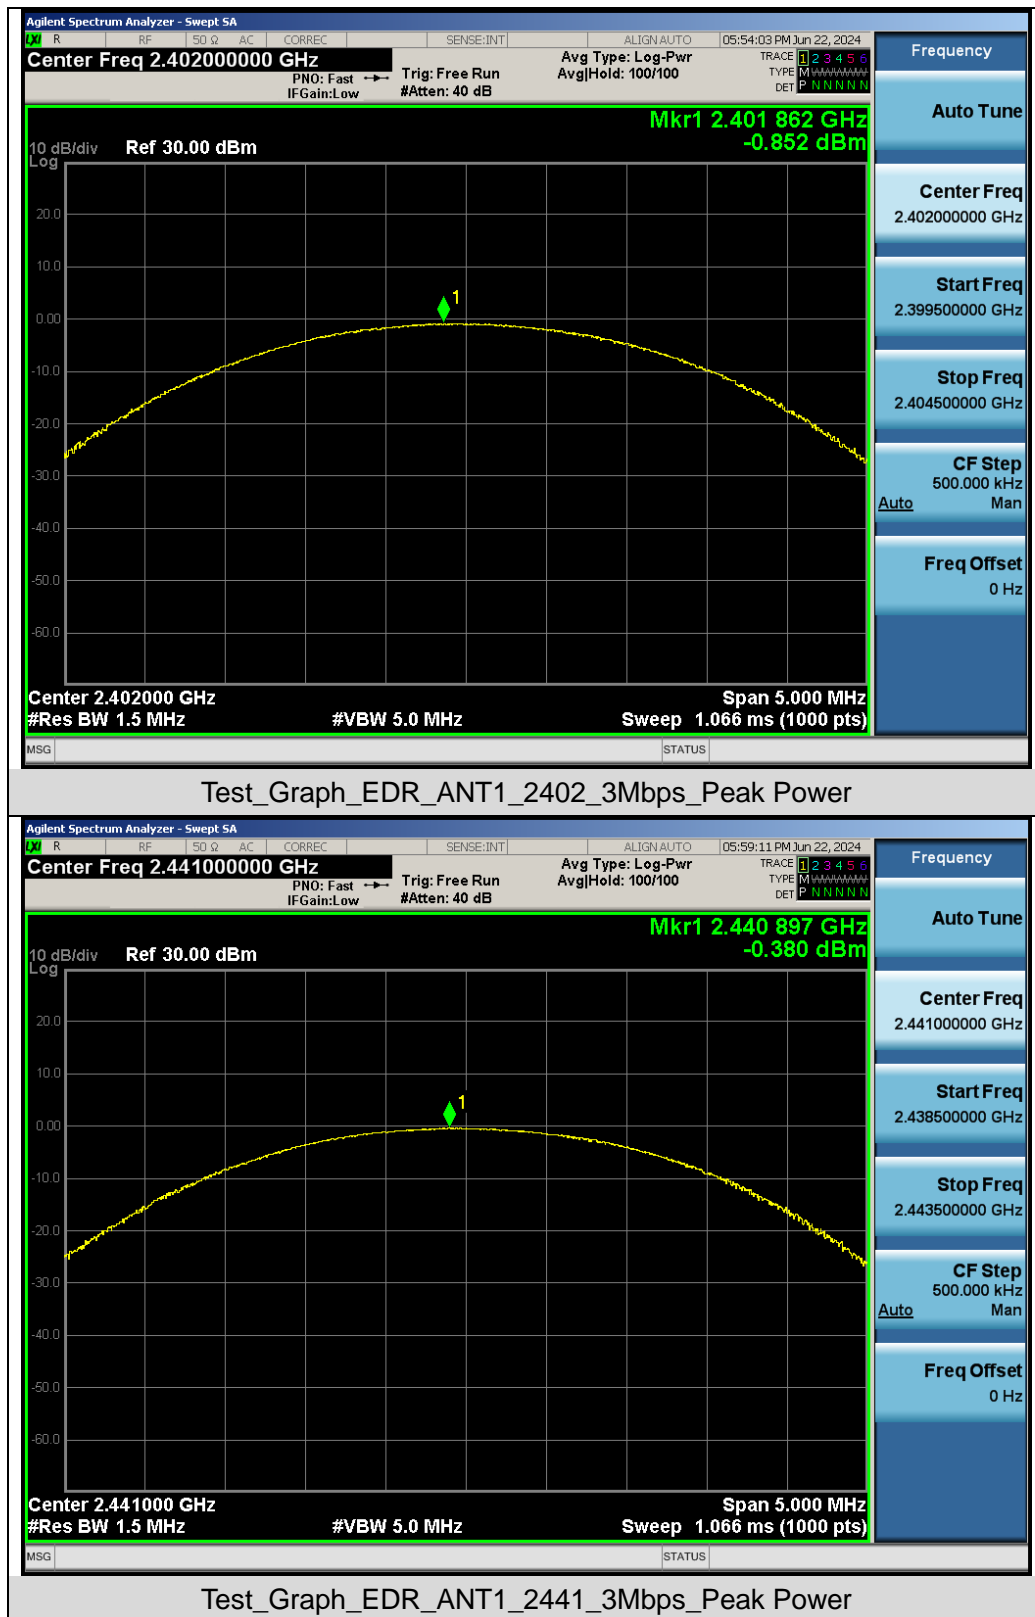 Agilent Spectrum Analyzer - Swept SA
LXI R RF 50 Ω AC CORREC SENSE:INT ALIGN AUTO 05:54:03 PM Jun 22, 2024
Center Freq 2.402000000 GHz
PNO: Fast
IFGain:Low
Trig: Free Run
#Atten: 40 dB
Avg Type: Log-Pwr
Avg|Hold: 100/100
TRACE 1 2 3 4 5 6
TYPE M WWWWW
DET P N N N N N
Frequency
Auto Tune
Center Freq
2.402000000 GHz
Start Freq
2.399500000 GHz
Stop Freq
2.404500000 GHz
CF Step
500.000 kHz
Auto Man
Freq Offset
0 Hz
Mkr1 2.401 862 GHz
-0.852 dBm
10 dB/div Ref 30.00 dBm
Log
1
20.0
10.0
0.00
-10.0
-20.0
-30.0
-40.0
-50.0
-60.0
Center 2.402000 GHz Span 5.000 MHz
#Res BW 1.5 MHz #VBW 5.0 MHz Sweep 1.066 ms (1000 pts)
MSG STATUS
Test_Graph_EDR_ANT1_2402_3Mbps_Peak Power
Agilent Spectrum Analyzer - Swept SA
LXI R RF 50 Ω AC CORREC SENSE:INT ALIGN AUTO 05:59:11 PM Jun 22, 2024
Center Freq 2.441000000 GHz
PNO: Fast
IFGain:Low
Trig: Free Run
#Atten: 40 dB
Avg Type: Log-Pwr
Avg|Hold: 100/100
TRACE 1 2 3 4 5 6
TYPE M WWWWW
DET P N N N N N
Frequency
Auto Tune
Center Freq
2.441000000 GHz
Start Freq
2.438500000 GHz
Stop Freq
2.443500000 GHz
CF Step
500.000 kHz
Auto Man
Freq Offset
0 Hz
Mkr1 2.440 897 GHz
-0.380 dBm
10 dB/div Ref 30.00 dBm
Log
1
20.0
10.0
0.00
-10.0
-20.0
-30.0
-40.0
-50.0
-60.0
Center 2.441000 GHz Span 5.000 MHz
#Res BW 1.5 MHz #VBW 5.0 MHz Sweep 1.066 ms (1000 pts)
MSG STATUS
Test_Graph_EDR_ANT1_2441_3Mbps_Peak Power